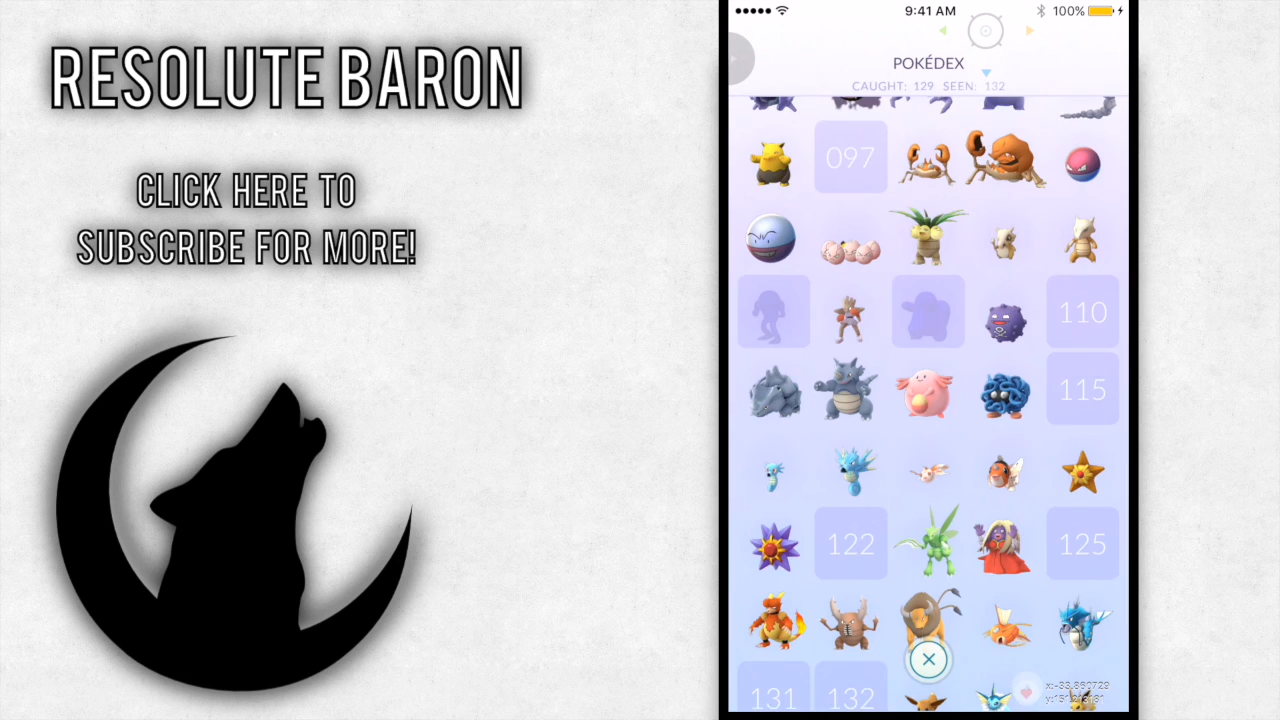 RESOLUTE BARON
CLICK HERE TO
SUBSCRIBE FOR MORE!
9:41 AM
100%
POKÉDEX
CAUGHT: 129 SEEN: 132
097
110
115
122
125
131
132